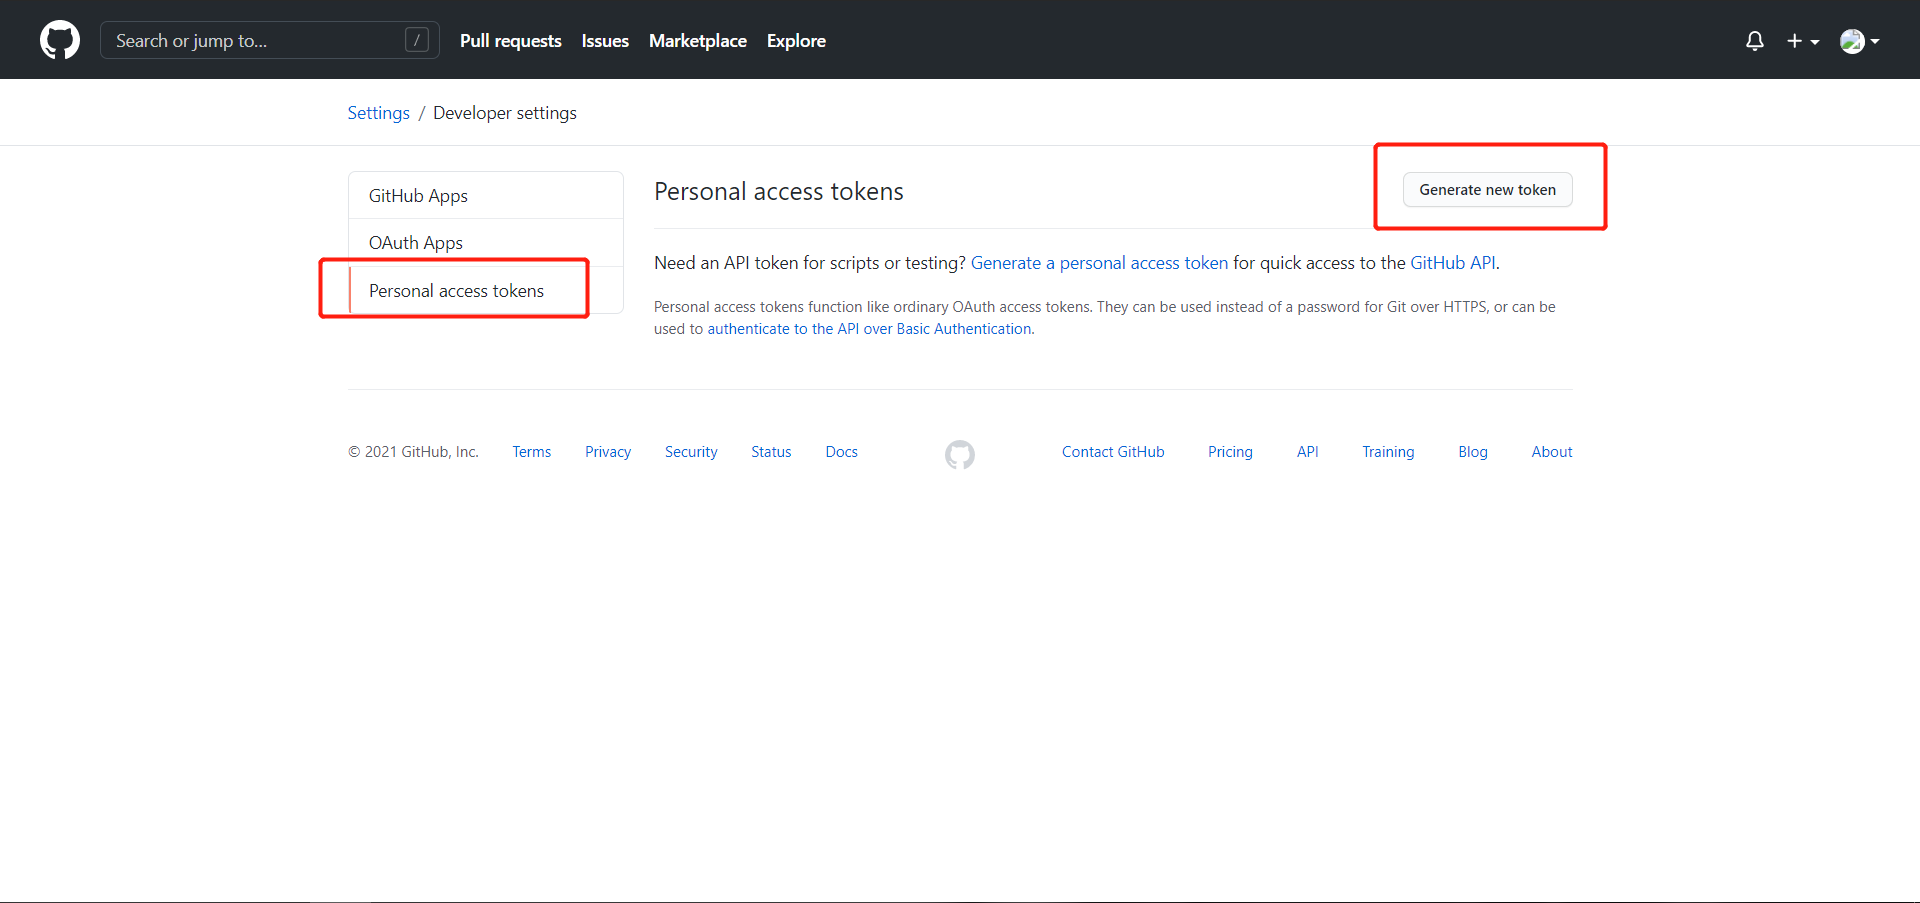 Search or jump to... /
Pull requests Issues Marketplace Explore
Settings / Developer settings
GitHub Apps
OAuth Apps
Personal access tokens
Personal access tokens
Generate new token
Need an API token for scripts or testing? Generate a personal access token for quick access to the GitHub API.
Personal access tokens function like ordinary OAuth access tokens. They can be used instead of a password for Git over HTTPS, or can be
used to authenticate to the API over Basic Authentication.
© 2021 GitHub, Inc. Terms Privacy Security Status Docs Contact GitHub Pricing API Training Blog About